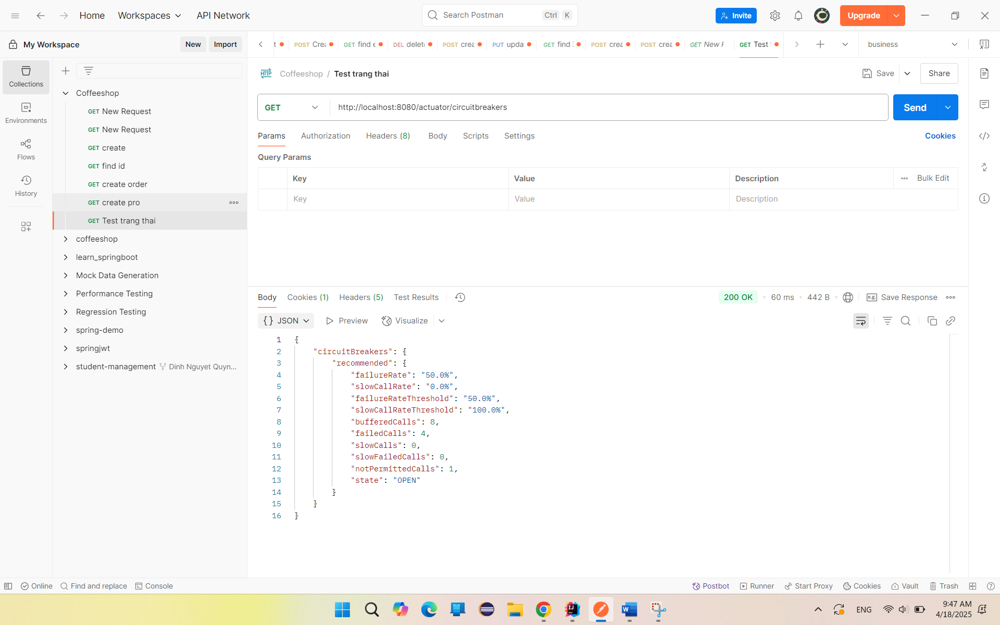 Home Workspaces API Network
Search Postman Ctrl K
Invite Upgrade
My Workspace New Import
POST Crea GET find e DEL delete POST crea PUT upda GET find POST crea POST crea GET New F GET Test business
Collections
Environments
Flows
History
Coffeeshop
GET New Request
GET New Request
GET create
GET find id
GET create order
GET create pro
GET Test trang thai
coffeeshop
learn_springboot
Mock Data Generation
Performance Testing
Regression Testing
spring-demo
springjwt
student-management Dinh Nguyet Quyn...
HTTP Coffeeshop / Test trang thai
Save Share
GET http://localhost:8080/actuator/circuitbreakers Send
Params Authorization Headers (8) Body Scripts Settings Cookies
Query Params
Key Value Description Bulk Edit
Key Value Description
Body Cookies (1) Headers (5) Test Results 200 OK 60 ms 442 B e.g. Save Response
{} JSON Preview Visualize
1 {
2 "circuitBreakers": {
3 "recommended": {
4 "failureRate": "50.0%",
5 "slowCallRate": "0.0%",
6 "failureRateThreshold": "50.0%",
7 "slowCallRateThreshold": "100.0%",
8 "bufferedCalls": 8,
9 "failedCalls": 4,
10 "slowCalls": 0,
11 "slowFailedCalls": 0,
12 "notPermittedCalls": 1,
13 "state": "OPEN"
14 }
15 }
16 }
Online Find and replace Console Postbot Runner Start Proxy Cookies Vault Trash
ENG 9:47 AM
4/18/2025